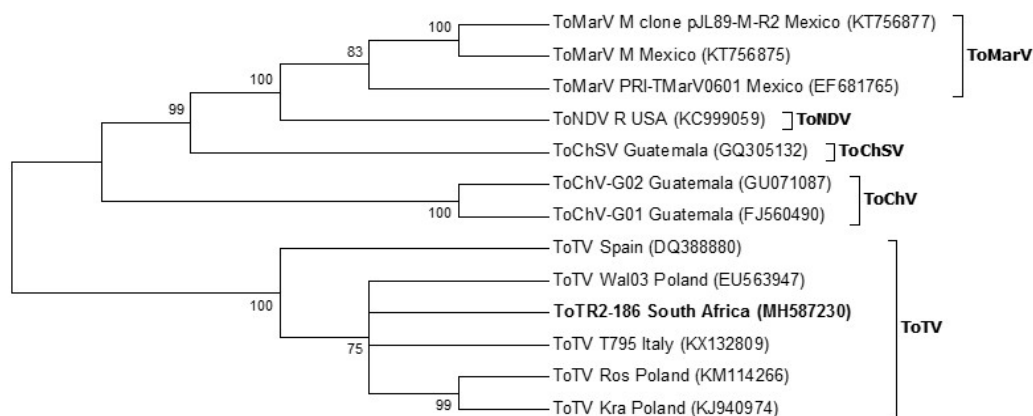 ToMarV M clone pJL89-M-R2 Mexico (KT756877)
100
ToMarV M Mexico (KT756875)
83
ToMarV
ToMarV PRI-TMarV0601 Mexico (EF681765)
100
ToNDV R USA (KC999059)
ToNDV
99
ToChSV Guatemala (GQ305132)
ToChSV
ToChV-G02 Guatemala (GU071087)
ToChV
100
ToChV-G01 Guatemala (FJ560490)
ToTV Spain (DQ388880)
ToTV Wal03 Poland (EU563947)
100
ToTR2-186 South Africa (MH587230)
ToTV
75
ToTV T795 Italy (KX132809)
ToTV Ros Poland (KM114266)
99
ToTV Kra Poland (KJ940974)